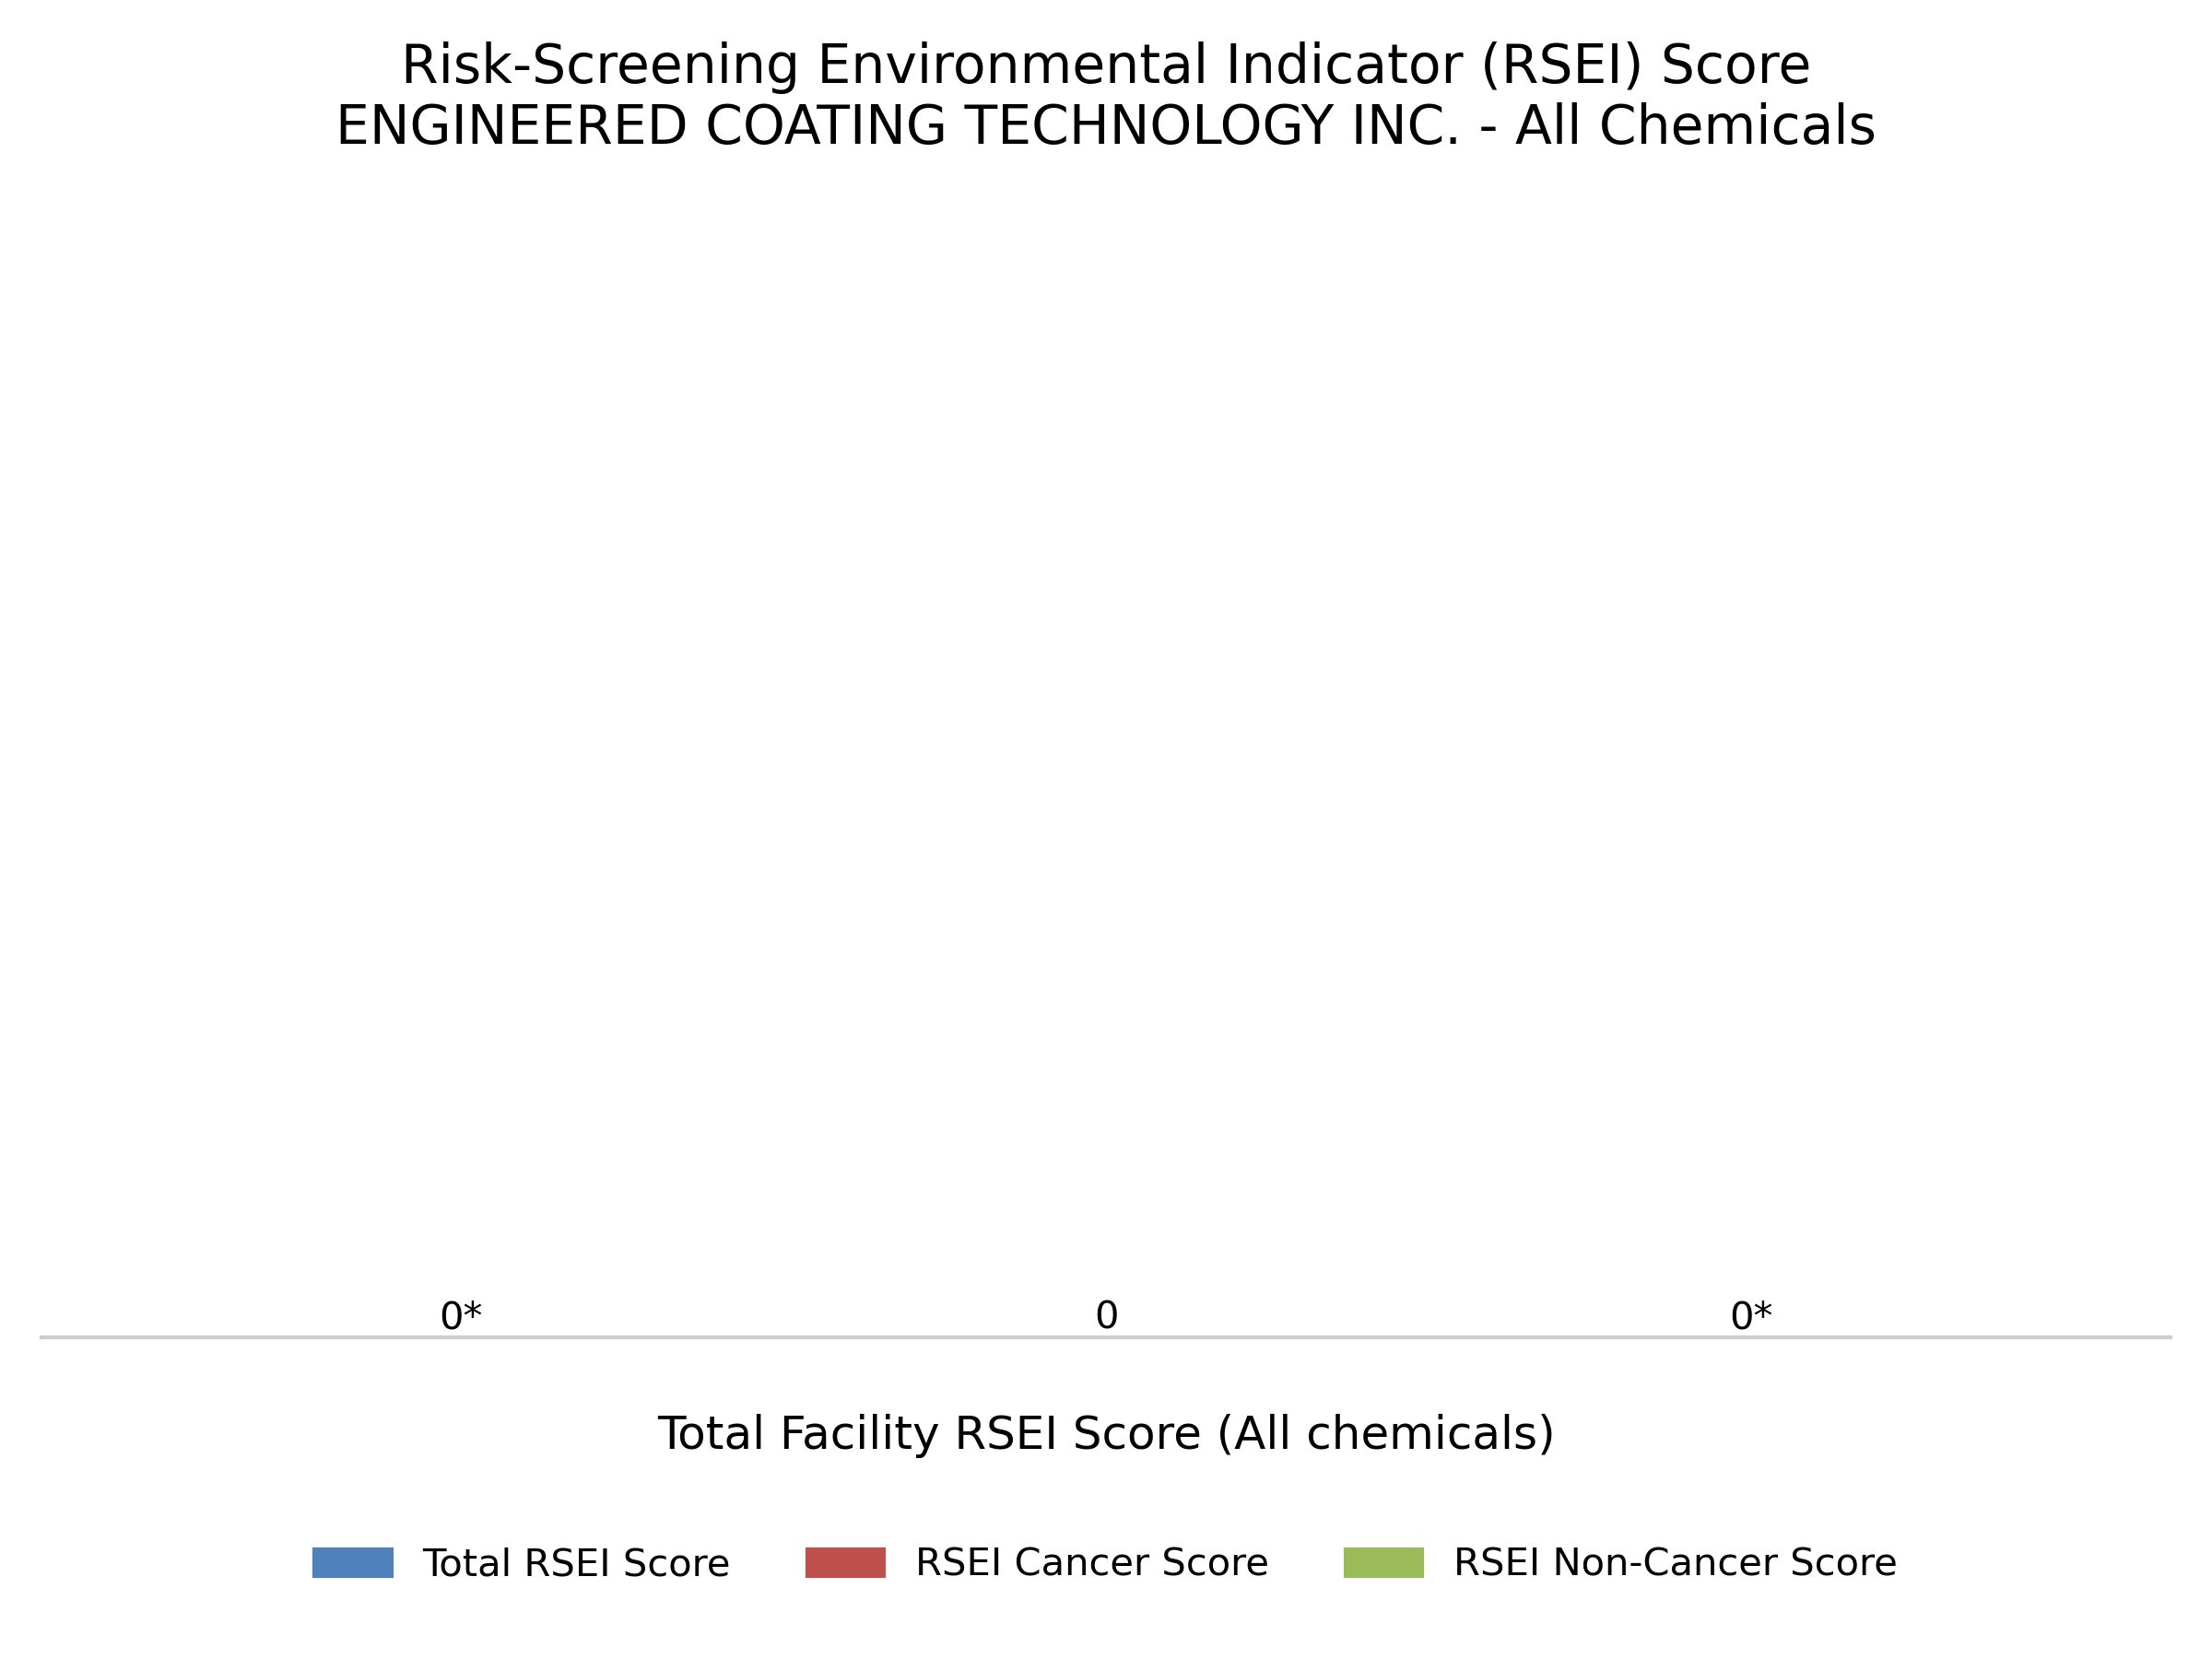 Risk-Screening Environmental Indicator (RSEI) Score
ENGINEERED COATING TECHNOLOGY INC. - All Chemicals
0* 0 0*
Total Facility RSEI Score (All chemicals)
Total RSEI Score RSEI Cancer Score RSEI Non-Cancer Score